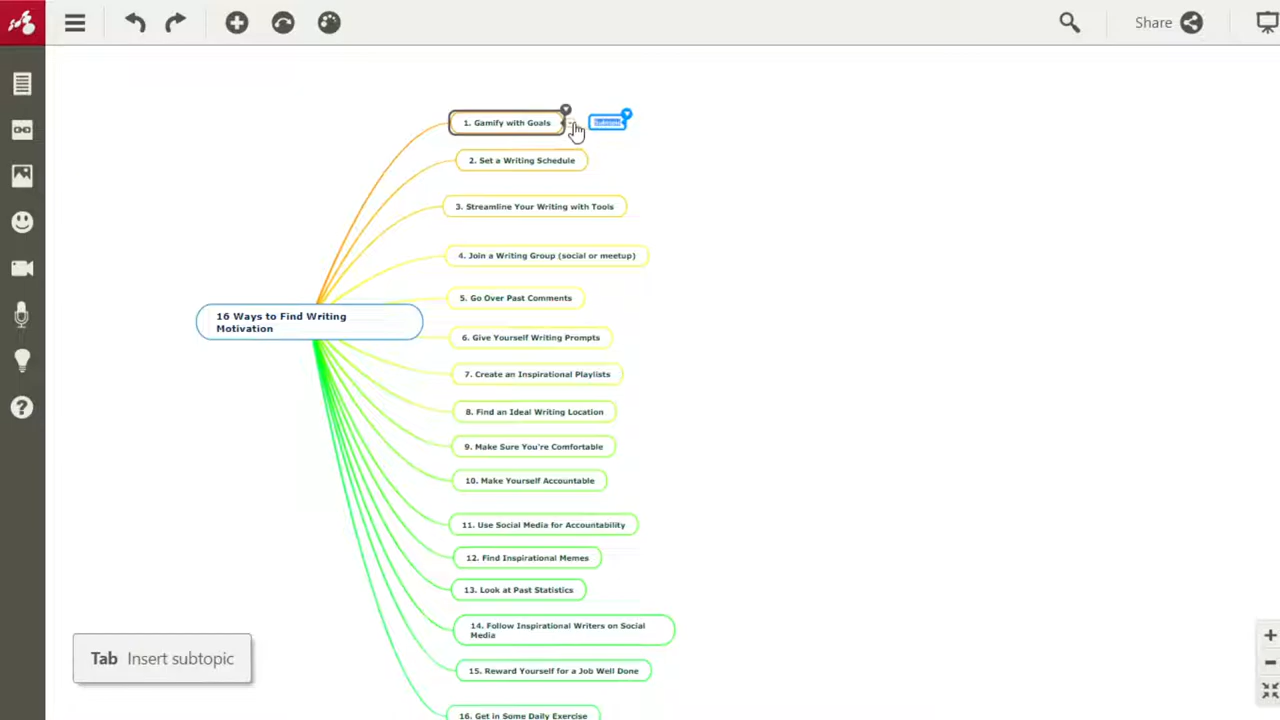 Share
1. Gamify with Goals
Subtopic
2. Set a Writing Schedule
3. Streamline Your Writing with Tools
4. Join a Writing Group (social or meetup)
5. Go Over Past Comments
16 Ways to Find Writing
Motivation
6. Give Yourself Writing Prompts
7. Create an Inspirational Playlists
8. Find an Ideal Writing Location
9. Make Sure You're Comfortable
10. Make Yourself Accountable
11. Use Social Media for Accountability
12. Find Inspirational Memes
13. Look at Past Statistics
14. Follow Inspirational Writers on Social
Media
15. Reward Yourself for a Job Well Done
16. Get in Some Daily Exercise
Tab Insert subtopic